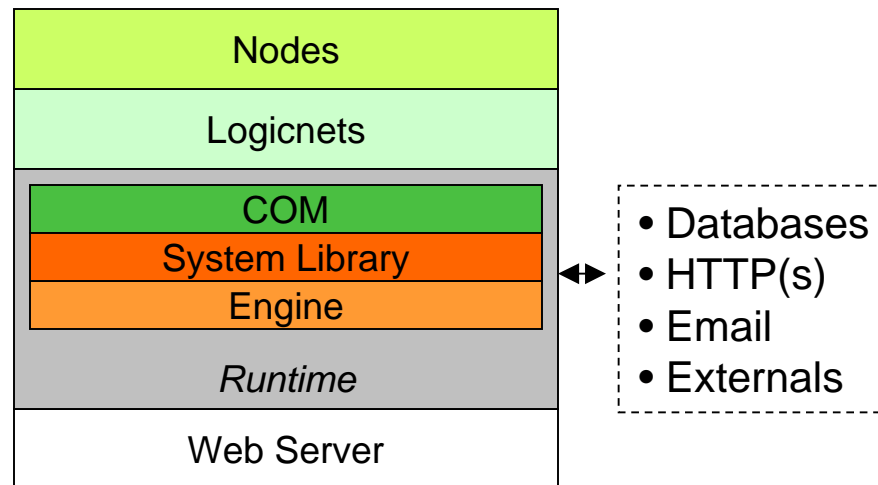 Nodes
Logicnets
COM
System Library
Engine
Runtime
Web Server
• Databases
• HTTP(s)
• Email
• Externals